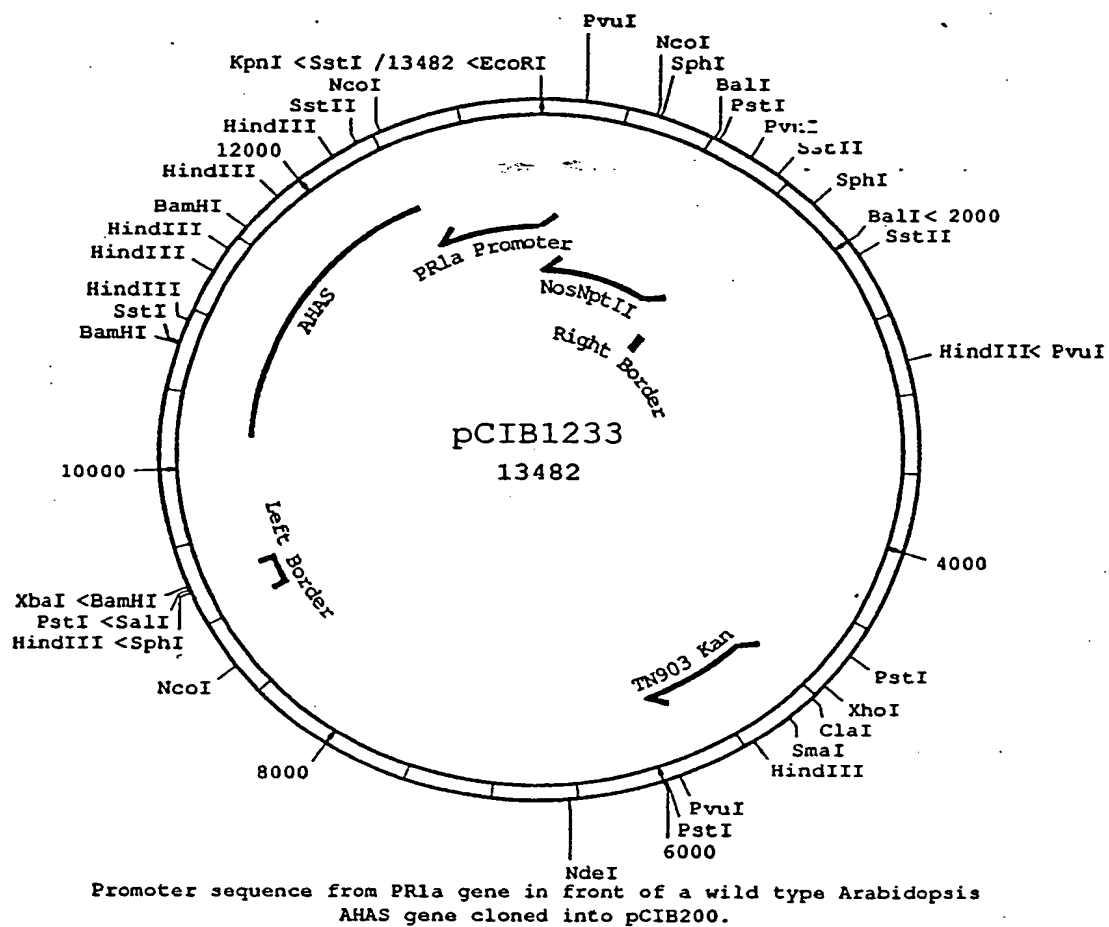 PvuI
KpnI <SstI /13482 <EcoRI
NcoI
SphI
NcoI
BalI
SstII
PstI
HindIII
12000
SstII
HindIII
SphI
BamHI
BalI< 2000
HindIII
SstII
HindIII
PR1a Promoter
HindIII
NosNptII
SstI
AHAS
BamHI
Right Border
HindIII< PvuI
pCIB1233
13482
10000
Left Border
4000
XbaI <BamHI
PstI <SalI
HindIII <SphI
TN903 Kan
NcoI
PstI
XhoI
ClaI
SmaI
8000
HindIII
PvuI
PstI
6000
NdeI
Promoter sequence from PR1a gene in front of a wild type Arabidopsis
AHAS gene cloned into pCIB200.